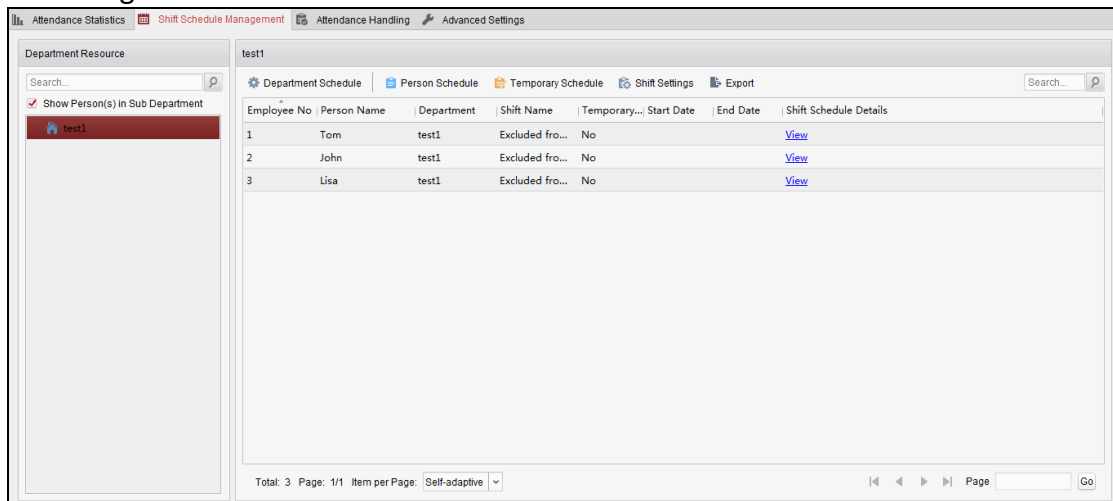 Attendance Statistics Shift Schedule Management Attendance Handling Advanced Settings
Department Resource
Search...
Show Person(s) in Sub Department
test1
test1
Department Schedule Person Schedule Temporary Schedule Shift Settings Export Search...
Employee No Person Name Department Shift Name Temporary... Start Date End Date Shift Schedule Details
1 Tom test1 Excluded fro... No View
2 John test1 Excluded fro... No View
3 Lisa test1 Excluded fro... No View
Total: 3 Page: 1/1 Item per Page: Self-adaptive Page Go